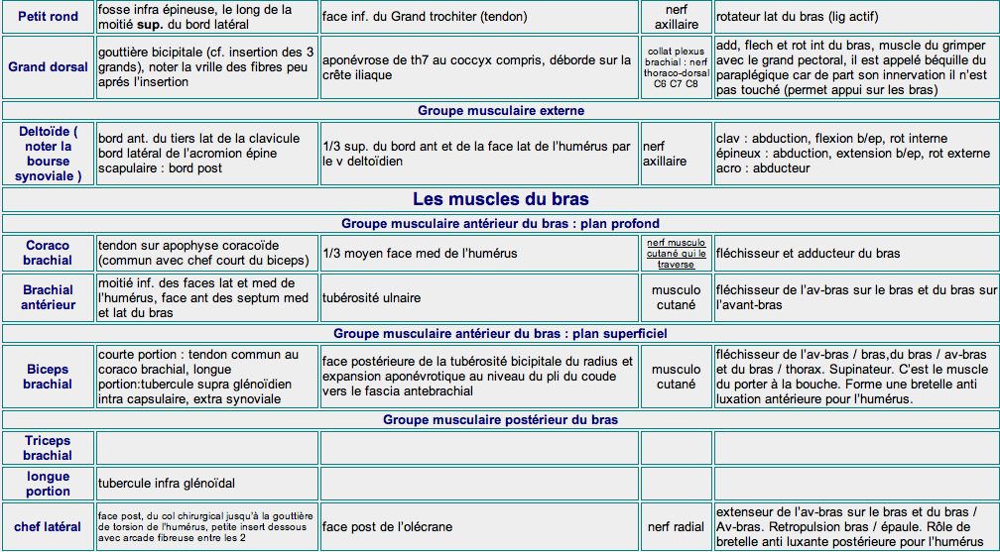 Petit rond
fosse infra épineuse, le long de la
moitié sup. du bord latéral
face inf. du Grand trochiter (tendon)
nerf
axillaire
rotateur lat du bras (lig actif)
Grand dorsal
gouttière bicipitale (cf. insertion des 3
grands), noter la vrille des fibres peu
aprés l'insertion
aponévrose de th7 au coccyx compris, déborde sur la
crête iliaque
collat plexus
brachial : nerf
thoraco-dorsal
C6 C7 C8
add, flech et rot int du bras, muscle du grimper
avec le grand pectoral, il est appelé béquille du
paraplégique car de part son innervation il n'est
pas touché (permet appui sur les bras)
Groupe musculaire externe
Deltoïde (
noter la
bourse
synoviale )
bord ant. du tiers lat de la clavicule
bord latéral de l'acromion épine
scapulaire : bord post
1/3 sup. du bord ant et de la face lat de l'humérus par
le v deltoïdien
nerf
axillaire
clav : abduction, flexion b/ep, rot interne
épineux : abduction, extension b/ep, rot externe
acro : abducteur
Les muscles du bras
Groupe musculaire antérieur du bras : plan profond
Coraco
brachial
tendon sur apophyse coracoïde
(commun avec chef court du biceps)
1/3 moyen face med de l'humérus
nerf musculo
cutané qui le
traverse
fléchisseur et adducteur du bras
Brachial
antérieur
moitié inf. des faces lat et med de
l'humérus, face ant des septum med
et lat du bras
tubérosité ulnaire
musculo
cutané
fléchisseur de l'av-bras sur le bras et du bras sur
l'avant-bras
Groupe musculaire antérieur du bras : plan superficiel
Biceps
brachial
courte portion : tendon commun au
coraco brachial, longue
portion:tubercule supra glénoïdien
intra capsulaire, extra synoviale
face postérieure de la tubérosité bicipitale du radius et
expansion aponévrotique au niveau du pli du coude
vers le fascia antebrachial
musculo
cutané
fléchisseur de l'av-bras / bras,du bras / av-bras
et du bras / thorax. Supinateur. C'est le muscle
du porter à la bouche. Forme une bretelle anti
luxation antérieure pour l'humérus.
Groupe musculaire postérieur du bras
Triceps
brachial
longue
portion
tubercule infra glénoïdal
chef latéral
face post, du col chirurgical jusqu'à la gouttière
de torsion de l'humérus, petite insert dessous
avec arcade fibreuse entre les 2
face post de l'olécrane
nerf radial
extenseur de l'av-bras sur le bras et du bras /
Av-bras. Retropulsion bras / épaule. Rôle de
bretelle anti luxante postérieure pour l'humérus